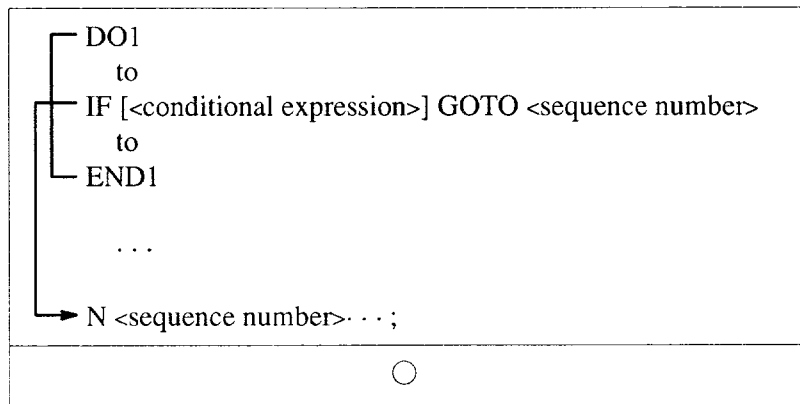 DO1
to
IF [<conditional expression>] GOTO <sequence number>
to
END1
. . .
N <sequence number>· · · ;